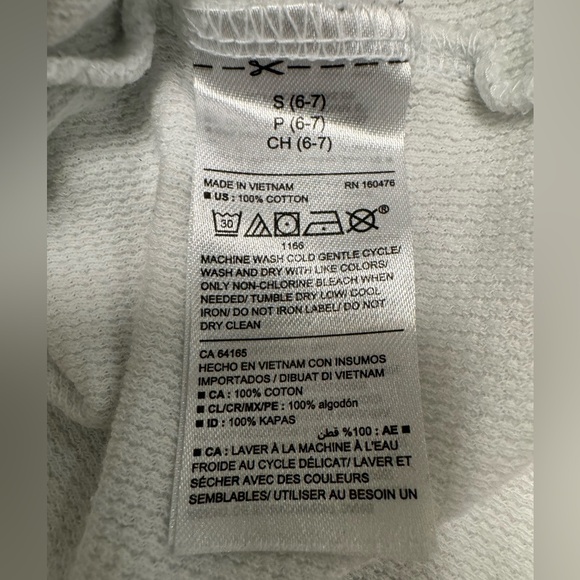 S (6-7)
P (6-7)
CH (6-7)
MADE IN VIETNAM RN 160476
■ US : 100% COTTON
30 ®
1166
MACHINE WASH COLD GENTLE CYCLE/
WASH AND DRY WITH LIKE COLORS/
ONLY NON-CHLORINE BLEACH WHEN
NEEDED/ TUMBLE DRY LOW/ COOL
IRON/ DO NOT IRON LABEL/ DO NOT
DRY CLEAN
CA 64165
HECHO EN VIETNAM CON INSUMOS
IMPORTADOS / DIBUAT DI VIETNAM
■ CA : 100% COTON
■ CL/CR/MX/PE : 100% algodón
■ ID : 100% KAPAS
■ AE : 100% قطن
■ CA : LAVER À LA MACHINE À L'EAU
FROIDE AU CYCLE DÉLICAT/ LAVER ET
SÉCHER AVEC DES COULEURS
SEMBLABLES/ UTILISER AU BESOIN UN